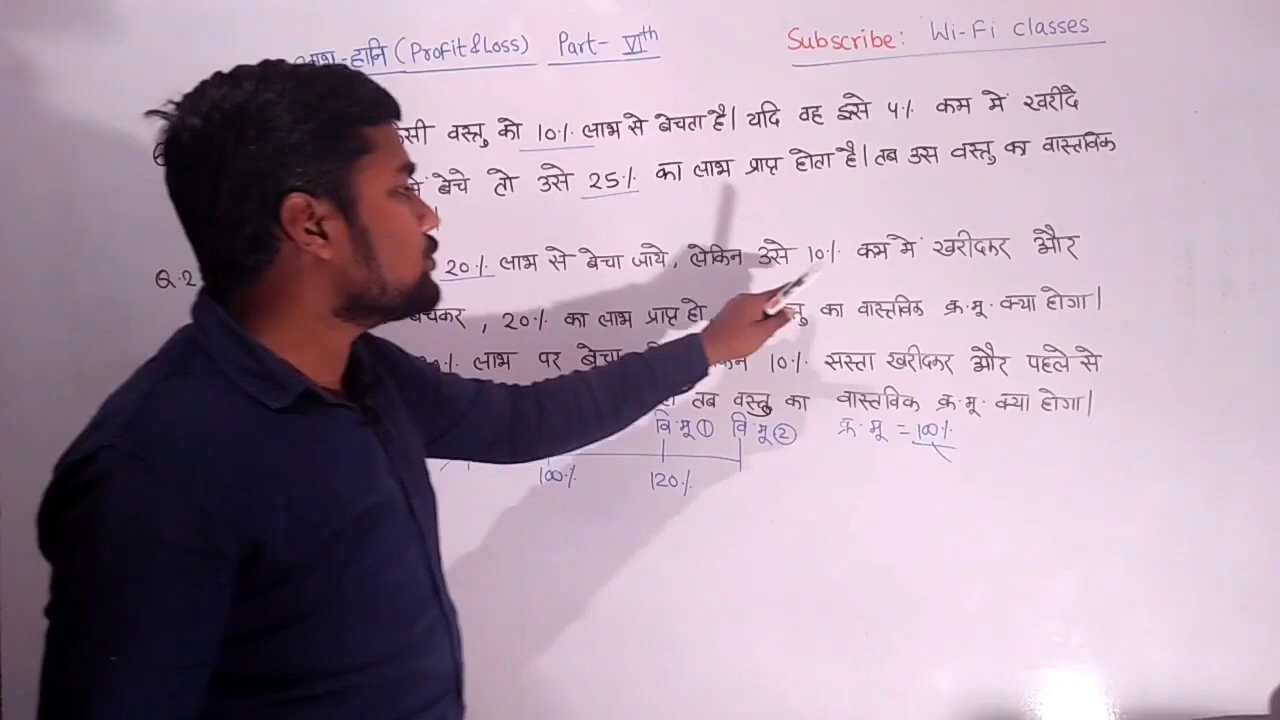 लाभ-हानि (Profit & Loss) Part- VIth
Subscribe: Wi-Fi classes
वस्तु को 10% लाभ से बेचता है। यदि वह इसे 4% कम में खरीदे
बेचे तो उसे 25% का लाभ प्राप्त होता है। तब उस वस्तु का वास्तविक
Q.2 20% लाभ से बेचा जाये, लेकिन उसे 10% कम में खरीदकर और
बेचकर, 20% का लाभ प्राप्त हो का वास्तविक क्र.मू. क्या होगा।
लाभ पर बेचा 10% सस्ता खरीदकर और पहले से
तब वस्तु का वास्तविक क्र.मू. क्या होगा।
वि.मू① वि.मू② क्र.मू = 100%
100% 120%